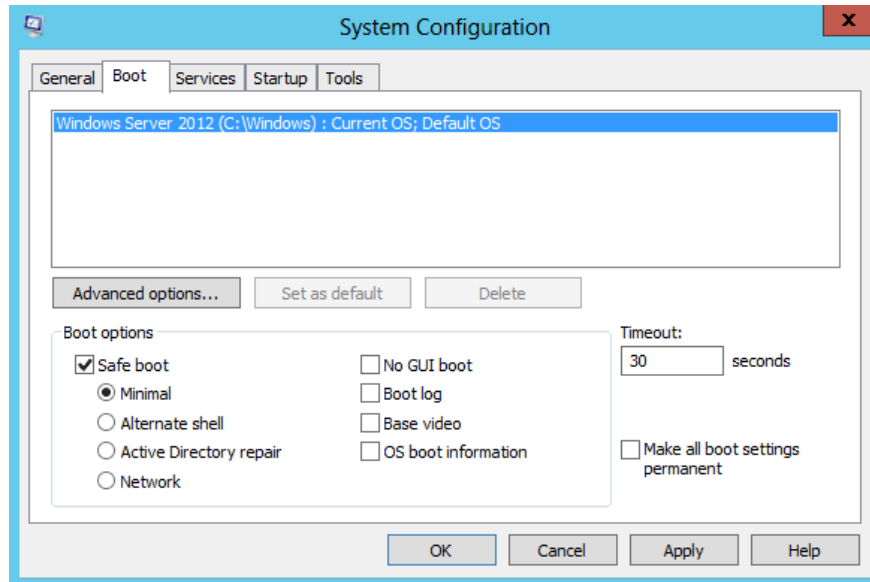 System Configuration
x
General Boot Services Startup Tools
Windows Server 2012 (C:\Windows) : Current OS; Default OS
Advanced options... Set as default Delete
Boot options
Timeout:
Safe boot No GUI boot
30 seconds
Minimal Boot log
Alternate shell Base video
Active Directory repair OS boot information
Make all boot settings
permanent
Network
OK Cancel Apply Help